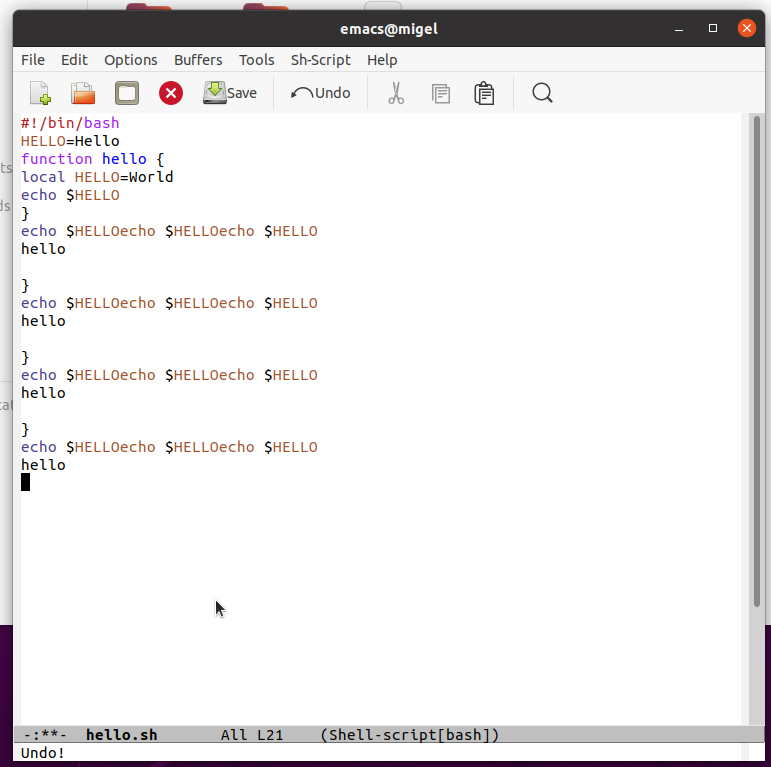 emacs@migel
File Edit Options Buffers Tools Sh-Script Help
Save Undo
#!/bin/bash
HELLO=Hello
function hello {
local HELLO=World
echo $HELLO
}
echo $HELLOecho $HELLOecho $HELLO
hello
}
echo $HELLOecho $HELLOecho $HELLO
hello
}
echo $HELLOecho $HELLOecho $HELLO
hello
}
echo $HELLOecho $HELLOecho $HELLO
hello
-:**- hello.sh All L21 (Shell-script[bash])
Undo!